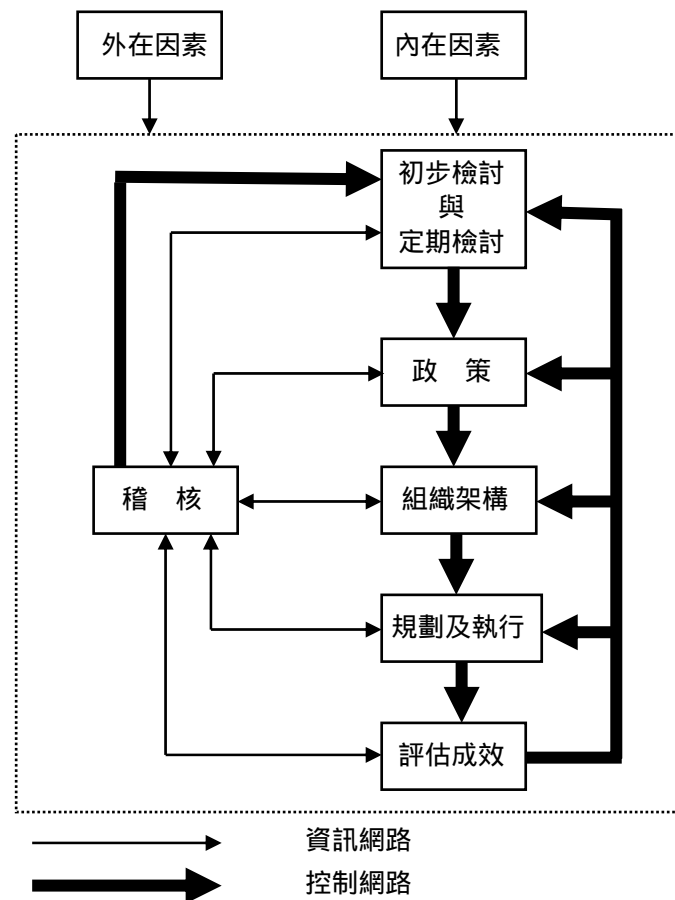 外在因素
內在因素
初步檢討
與
定期檢討
政 策
稽 核
組織架構
規劃及執行
評估成效
資訊網路
控制網路